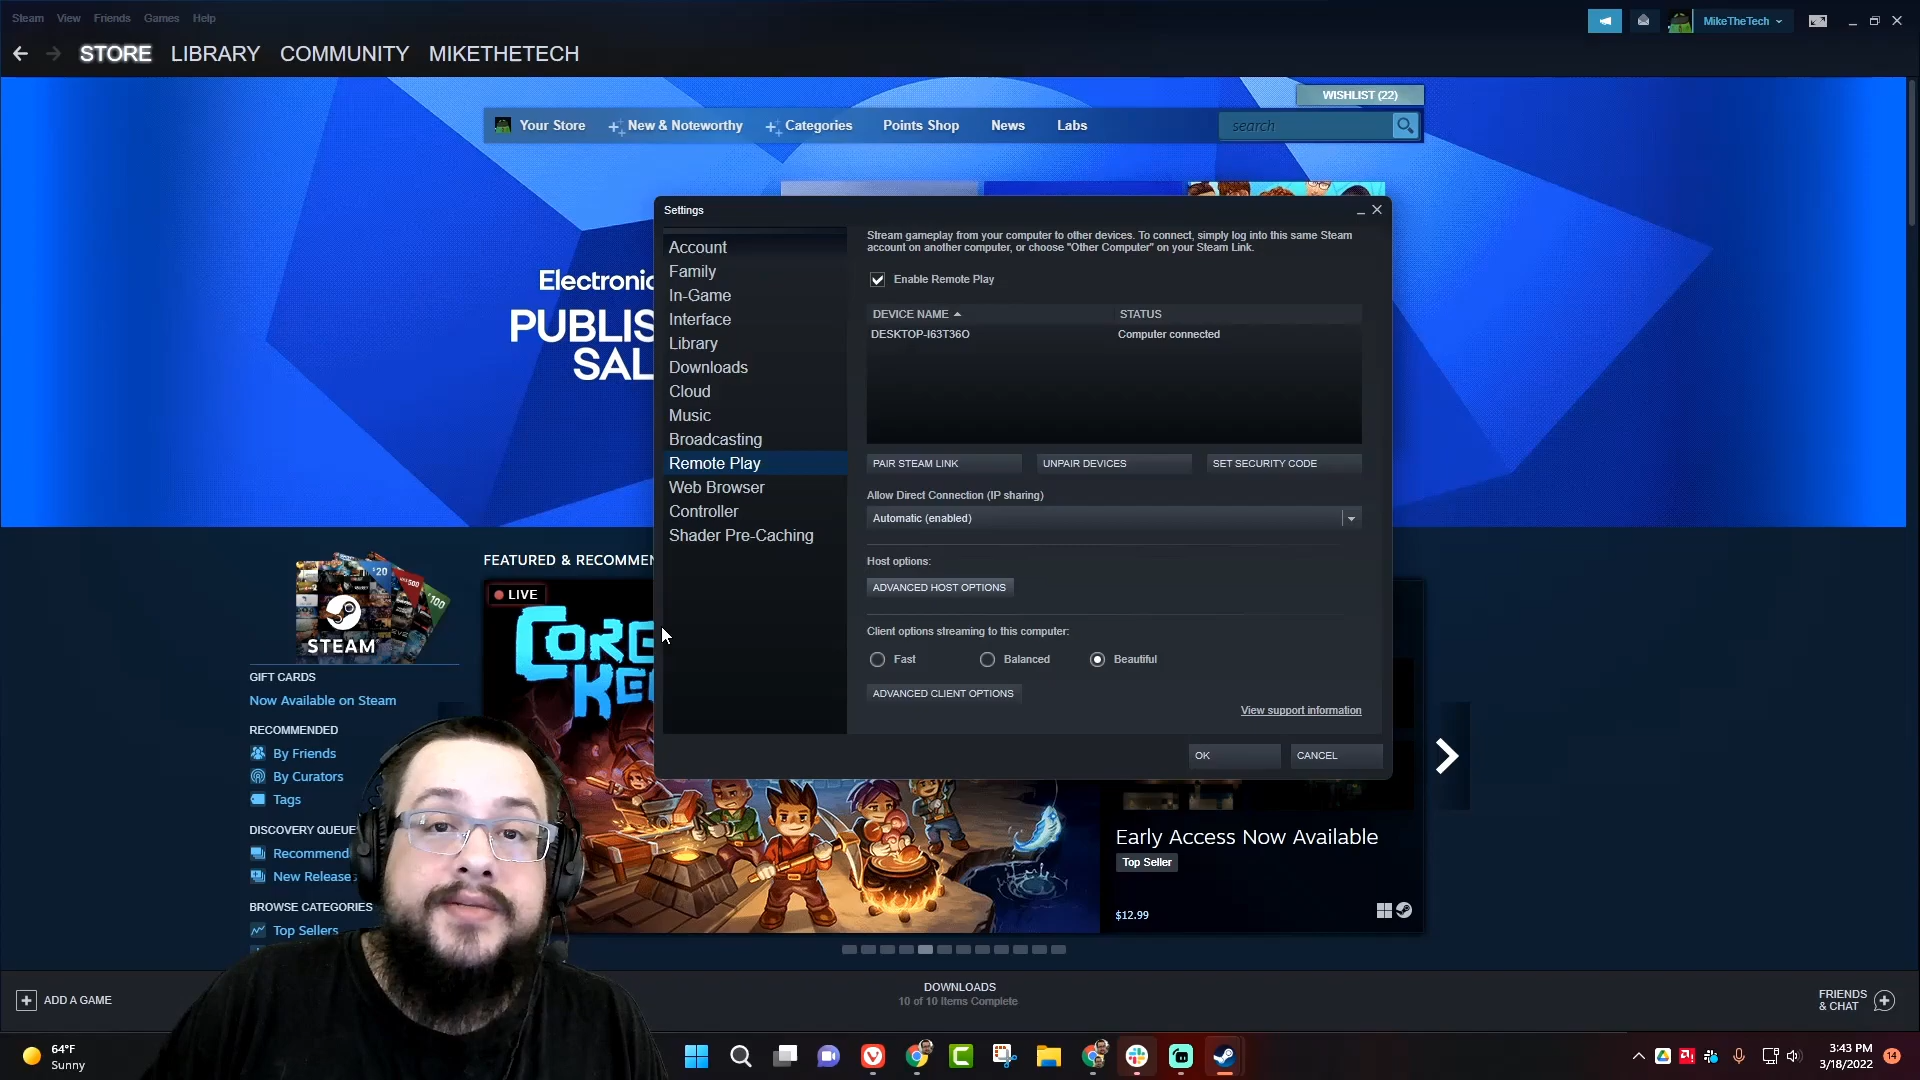 Steam View Friends Games Help
MikeTheTech
STORE LIBRARY COMMUNITY MIKETHETECH
WISHLIST (22)
Your Store New & Noteworthy Categories Points Shop News Labs search
Electronic
PUBLIS
SAL
Settings
Account
Family
In-Game
Interface
Library
Downloads
Cloud
Music
Broadcasting
Remote Play
Web Browser
Controller
Shader Pre-Caching
Stream gameplay from your computer to other devices. To connect, simply log into this same Steam
account on another computer, or choose "Other Computer" on your Steam Link.
Enable Remote Play
DEVICE NAME STATUS
DESKTOP-I63T36O Computer connected
PAIR STEAM LINK UNPAIR DEVICES SET SECURITY CODE
Allow Direct Connection (IP sharing)
Automatic (enabled)
Host options:
ADVANCED HOST OPTIONS
Client options streaming to this computer:
Fast Balanced Beautiful
ADVANCED CLIENT OPTIONS
View support information
OK CANCEL
FEATURED & RECOMMEN
LIVE
CORE
KEE
$20
$100
STEAM
GIFT CARDS
Now Available on Steam
RECOMMENDED
By Friends
By Curators
Tags
DISCOVERY QUEUE
Recommend
New Release
BROWSE CATEGORIES
Top Sellers
Early Access Now Available
Top Seller
$12.99
ADD A GAME
DOWNLOADS
10 of 10 Items Complete
FRIENDS
& CHAT
64°F
Sunny
3:43 PM
3/18/2022
14